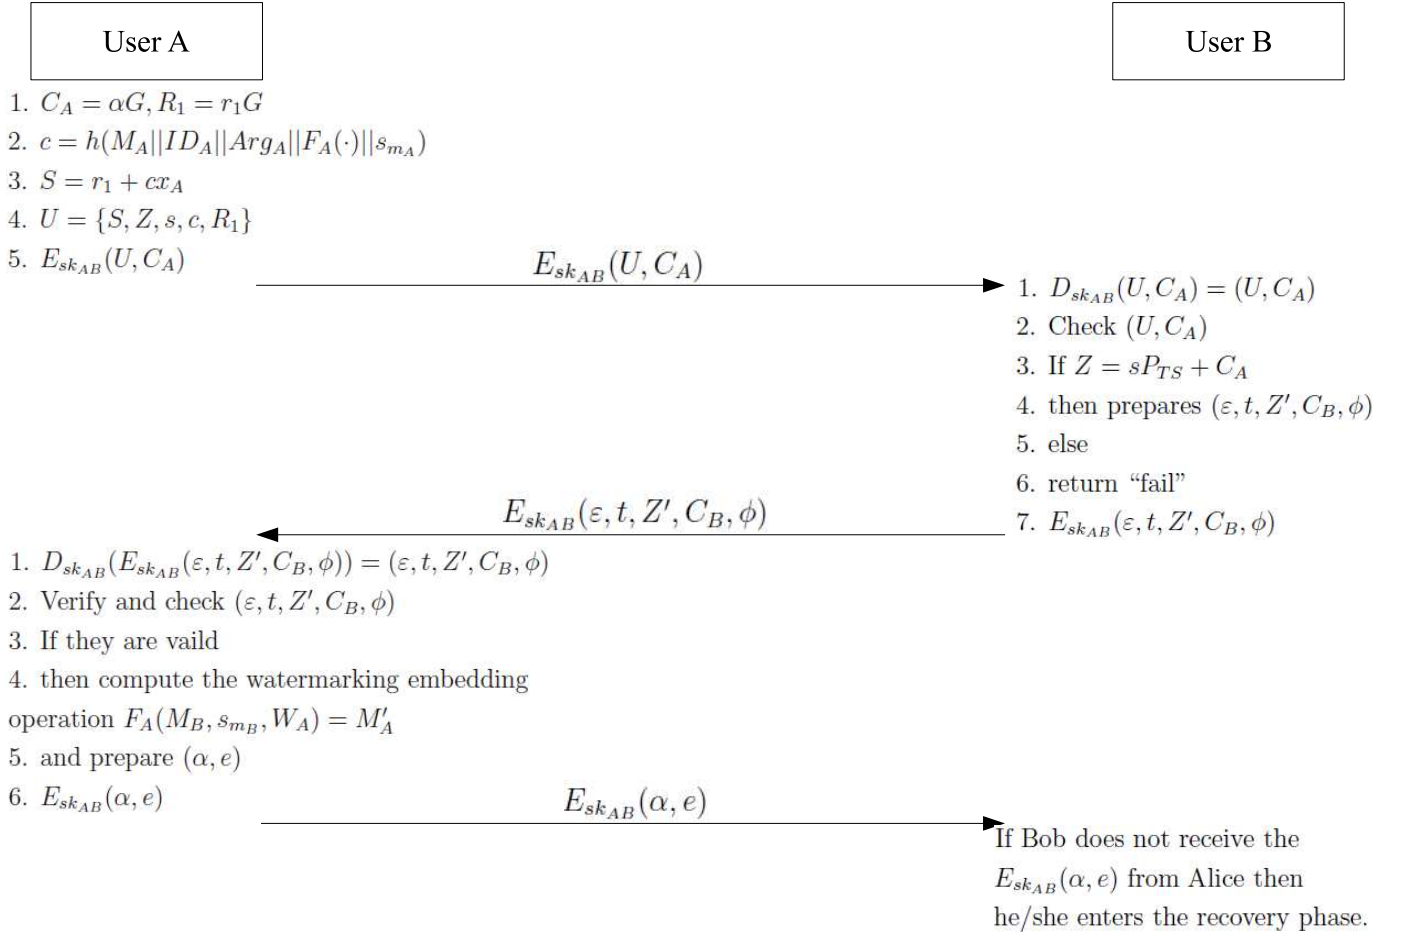 User A
User B
1. C_A = αG, R_1 = r_1G
2. c = h(M_A||ID_A||Arg_A||F_A(·)||s_{m_A})
3. S = r_1 + cx_A
4. U = {S, Z, s, c, R_1}
5. E_{sk_{AB}}(U, C_A)
E_{sk_{AB}}(U, C_A)
1. D_{sk_{AB}}(U, C_A) = (U, C_A)
2. Check (U, C_A)
3. If Z = sP_{TS} + C_A
4. then prepares (ε, t, Z′, C_B, ϕ)
5. else
6. return “fail”
7. E_{sk_{AB}}(ε, t, Z′, C_B, ϕ)
E_{sk_{AB}}(ε, t, Z′, C_B, ϕ)
1. D_{sk_{AB}}(E_{sk_{AB}}(ε, t, Z′, C_B, ϕ)) = (ε, t, Z′, C_B, ϕ)
2. Verify and check (ε, t, Z′, C_B, ϕ)
3. If they are vaild
4. then compute the watermarking embedding
operation F_A(M_B, s_{m_B}, W_A) = M′_A
5. and prepare (α, e)
6. E_{sk_{AB}}(α, e)
E_{sk_{AB}}(α, e)
If Bob does not receive the
E_{sk_{AB}}(α, e) from Alice then
he/she enters the recovery phase.